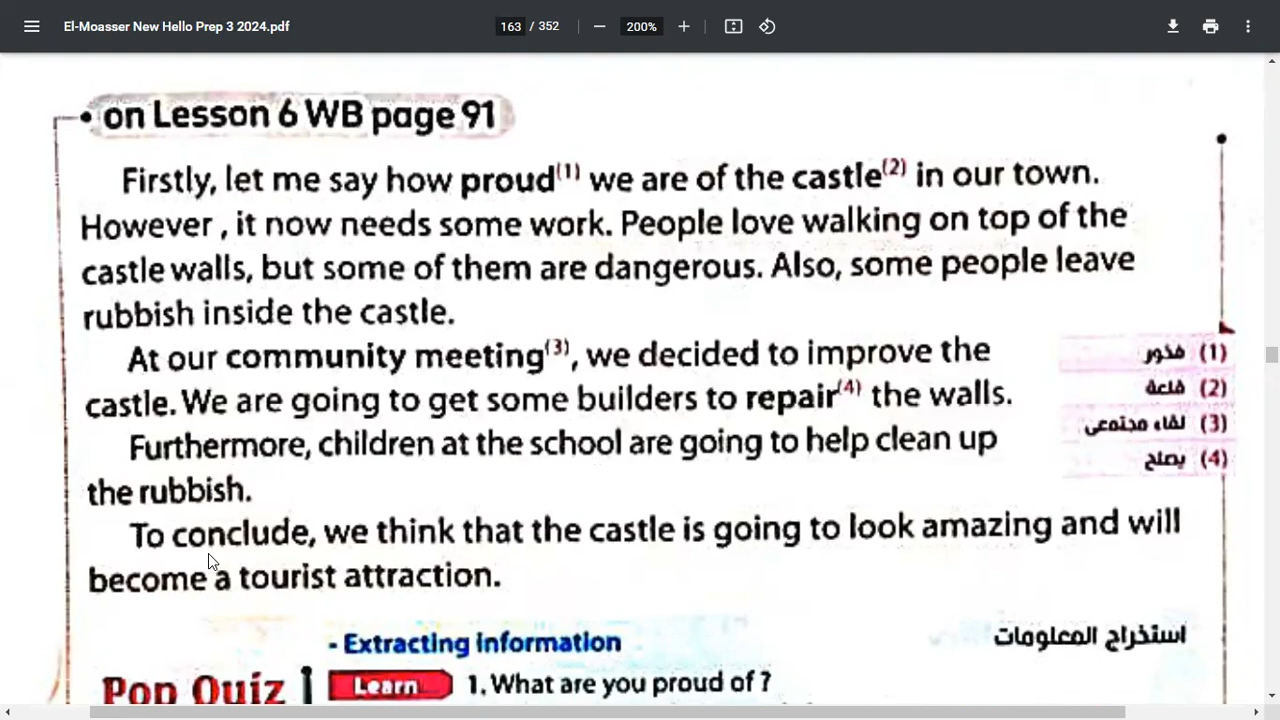 El-Moasser New Hello Prep 3 2024.pdf
163 / 352
200%
on Lesson 6 WB page 91
Firstly, let me say how proud(1) we are of the castle(2) in our town.
However , it now needs some work. People love walking on top of the
castle walls, but some of them are dangerous. Also, some people leave
rubbish inside the castle.
At our community meeting(3), we decided to improve the
castle. We are going to get some builders to repair(4) the walls.
Furthermore, children at the school are going to help clean up
the rubbish.
To conclude, we think that the castle is going to look amazing and will
become a tourist attraction.
(1) فخور
(2) قلعة
(3) لقاء مجتمعى
(4) يصلح
- Extracting information
استخراج المعلومات
Pop Quiz 1
Learn
1. What are you proud of ?